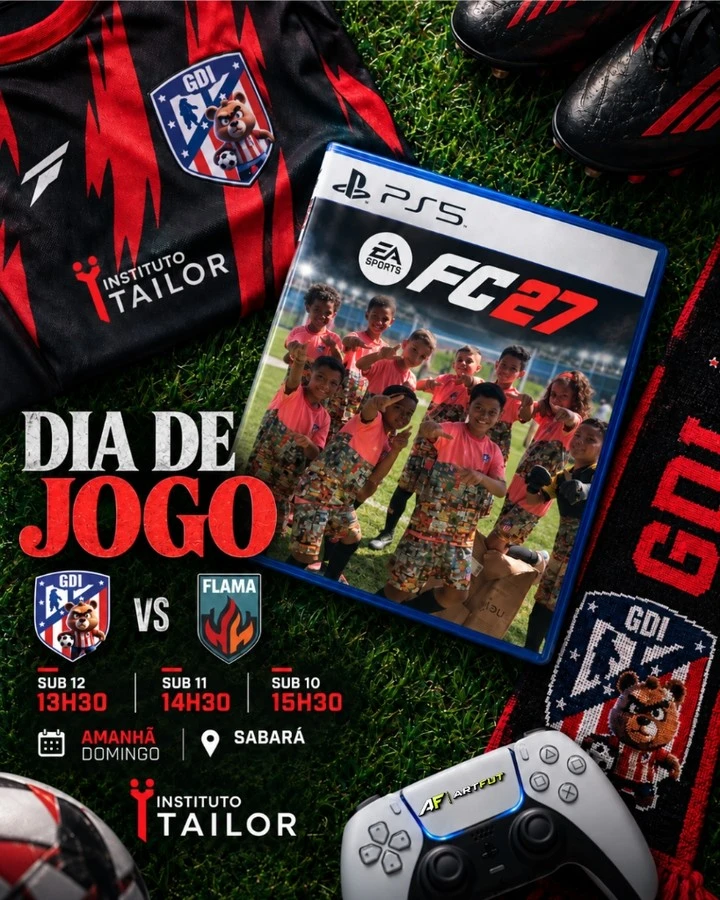 GDI
INSTITUTO
TAILOR
PS5
EA
SPORTS
FC27
DIA DE
JOGO
GDI
VS
FLAMA
SUB 12
13H30
SUB 11
14H30
SUB 10
15H30
AMANHÃ
DOMINGO
SABARÁ
INSTITUTO
TAILOR
GDI
GDI
AF | ARTFUT